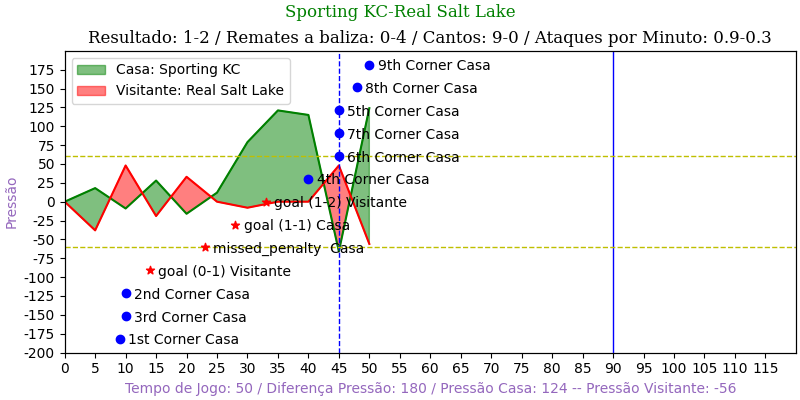 Sporting KC-Real Salt Lake
Resultado: 1-2 / Remates a baliza: 0-4 / Cantos: 9-0 / Ataques por Minuto: 0.9-0.3
Casa: Sporting KC
Visitante: Real Salt Lake
Pressão
175
150
125
100
75
50
25
0
-25
-50
-75
-100
-125
-150
-175
-200
9th Corner Casa
8th Corner Casa
5th Corner Casa
7th Corner Casa
6th Corner Casa
4th Corner Casa
goal (1-2) Visitante
goal (1-1) Casa
missed_penalty Casa
goal (0-1) Visitante
2nd Corner Casa
3rd Corner Casa
1st Corner Casa
0 5 10 15 20 25 30 35 40 45 50 55 60 65 70 75 80 85 90 95 100 105 110 115
Tempo de Jogo: 50 / Diferença Pressão: 180 / Pressão Casa: 124 -- Pressão Visitante: -56